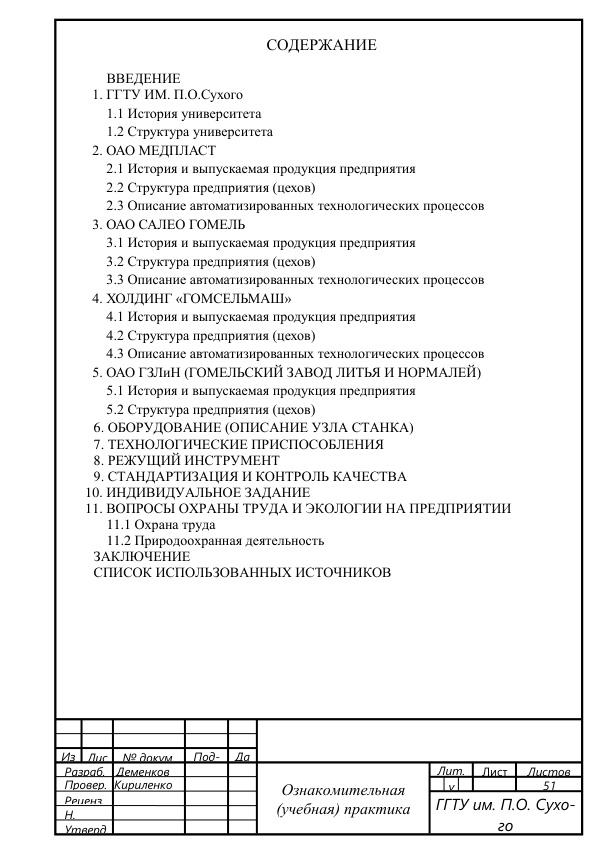 СОДЕРЖАНИЕ
ВВЕДЕНИЕ
1. ГГТУ ИМ. П.О.Сухого
1.1 История университета
1.2 Структура университета
2. ОАО МЕДПЛАСТ
2.1 История и выпускаемая продукция предприятия
2.2 Структура предприятия (цехов)
2.3 Описание автоматизированных технологических процессов
3. ОАО САЛЕО ГОМЕЛЬ
3.1 История и выпускаемая продукция предприятия
3.2 Структура предприятия (цехов)
3.3 Описание автоматизированных технологических процессов
4. ХОЛДИНГ «ГОМСЕЛЬМАШ»
4.1 История и выпускаемая продукция предприятия
4.2 Структура предприятия (цехов)
4.3 Описание автоматизированных технологических процессов
5. ОАО ГЗЛиН (ГОМЕЛЬСКИЙ ЗАВОД ЛИТЬЯ И НОРМАЛЕЙ)
5.1 История и выпускаемая продукция предприятия
5.2 Структура предприятия (цехов)
6. ОБОРУДОВАНИЕ (ОПИСАНИЕ УЗЛА СТАНКА)
7. ТЕХНОЛОГИЧЕСКИЕ ПРИСПОСОБЛЕНИЯ
8. РЕЖУЩИЙ ИНСТРУМЕНТ
9. СТАНДАРТИЗАЦИЯ И КОНТРОЛЬ КАЧЕСТВА
10. ИНДИВИДУАЛЬНОЕ ЗАДАНИЕ
11. ВОПРОСЫ ОХРАНЫ ТРУДА И ЭКОЛОГИИ НА ПРЕДПРИЯТИИ
11.1 Охрана труда
11.2 Природоохранная деятельность
ЗАКЛЮЧЕНИЕ
СПИСОК ИСПОЛЬЗОВАННЫХ ИСТОЧНИКОВ
Из Лис № докум Под- Да
Разраб. Деменков
Провер. Кириленко
Реценз
Н.
Утверд
Ознакомительная
(учебная) практика
Лит. Лист Листов
у 51
ГГТУ им. П.О. Сухо-
го